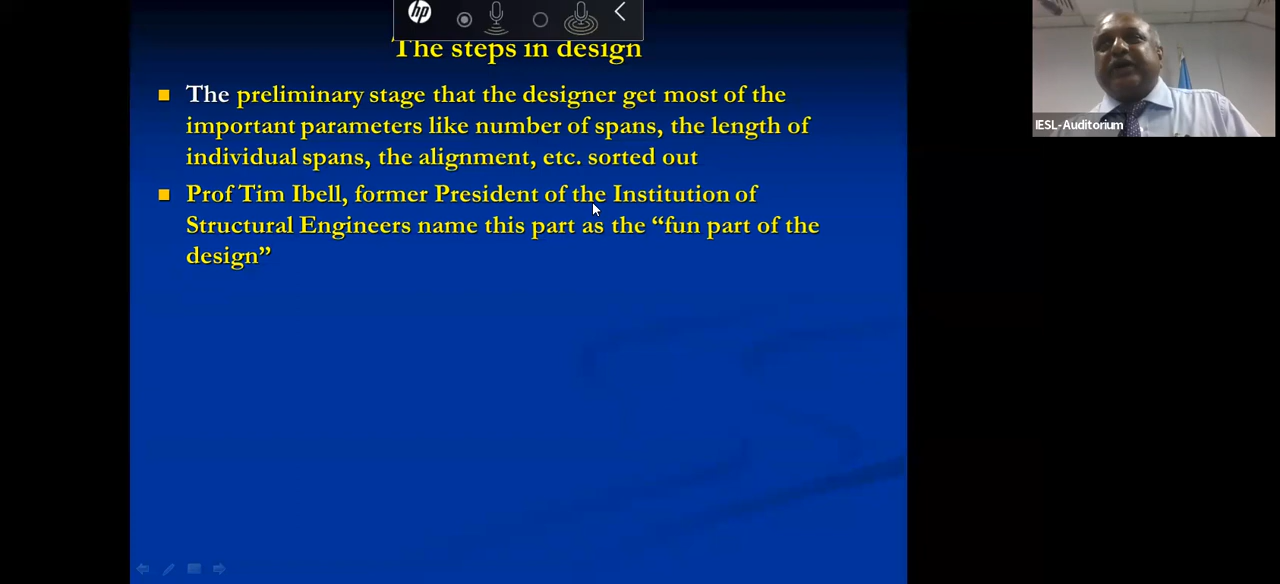 hp
The steps in design
The preliminary stage that the designer get most of the
important parameters like number of spans, the length of
individual spans, the alignment, etc. sorted out
Prof Tim Ibell, former President of the Institution of
Structural Engineers name this part as the “fun part of the
design”
IESL-Auditorium